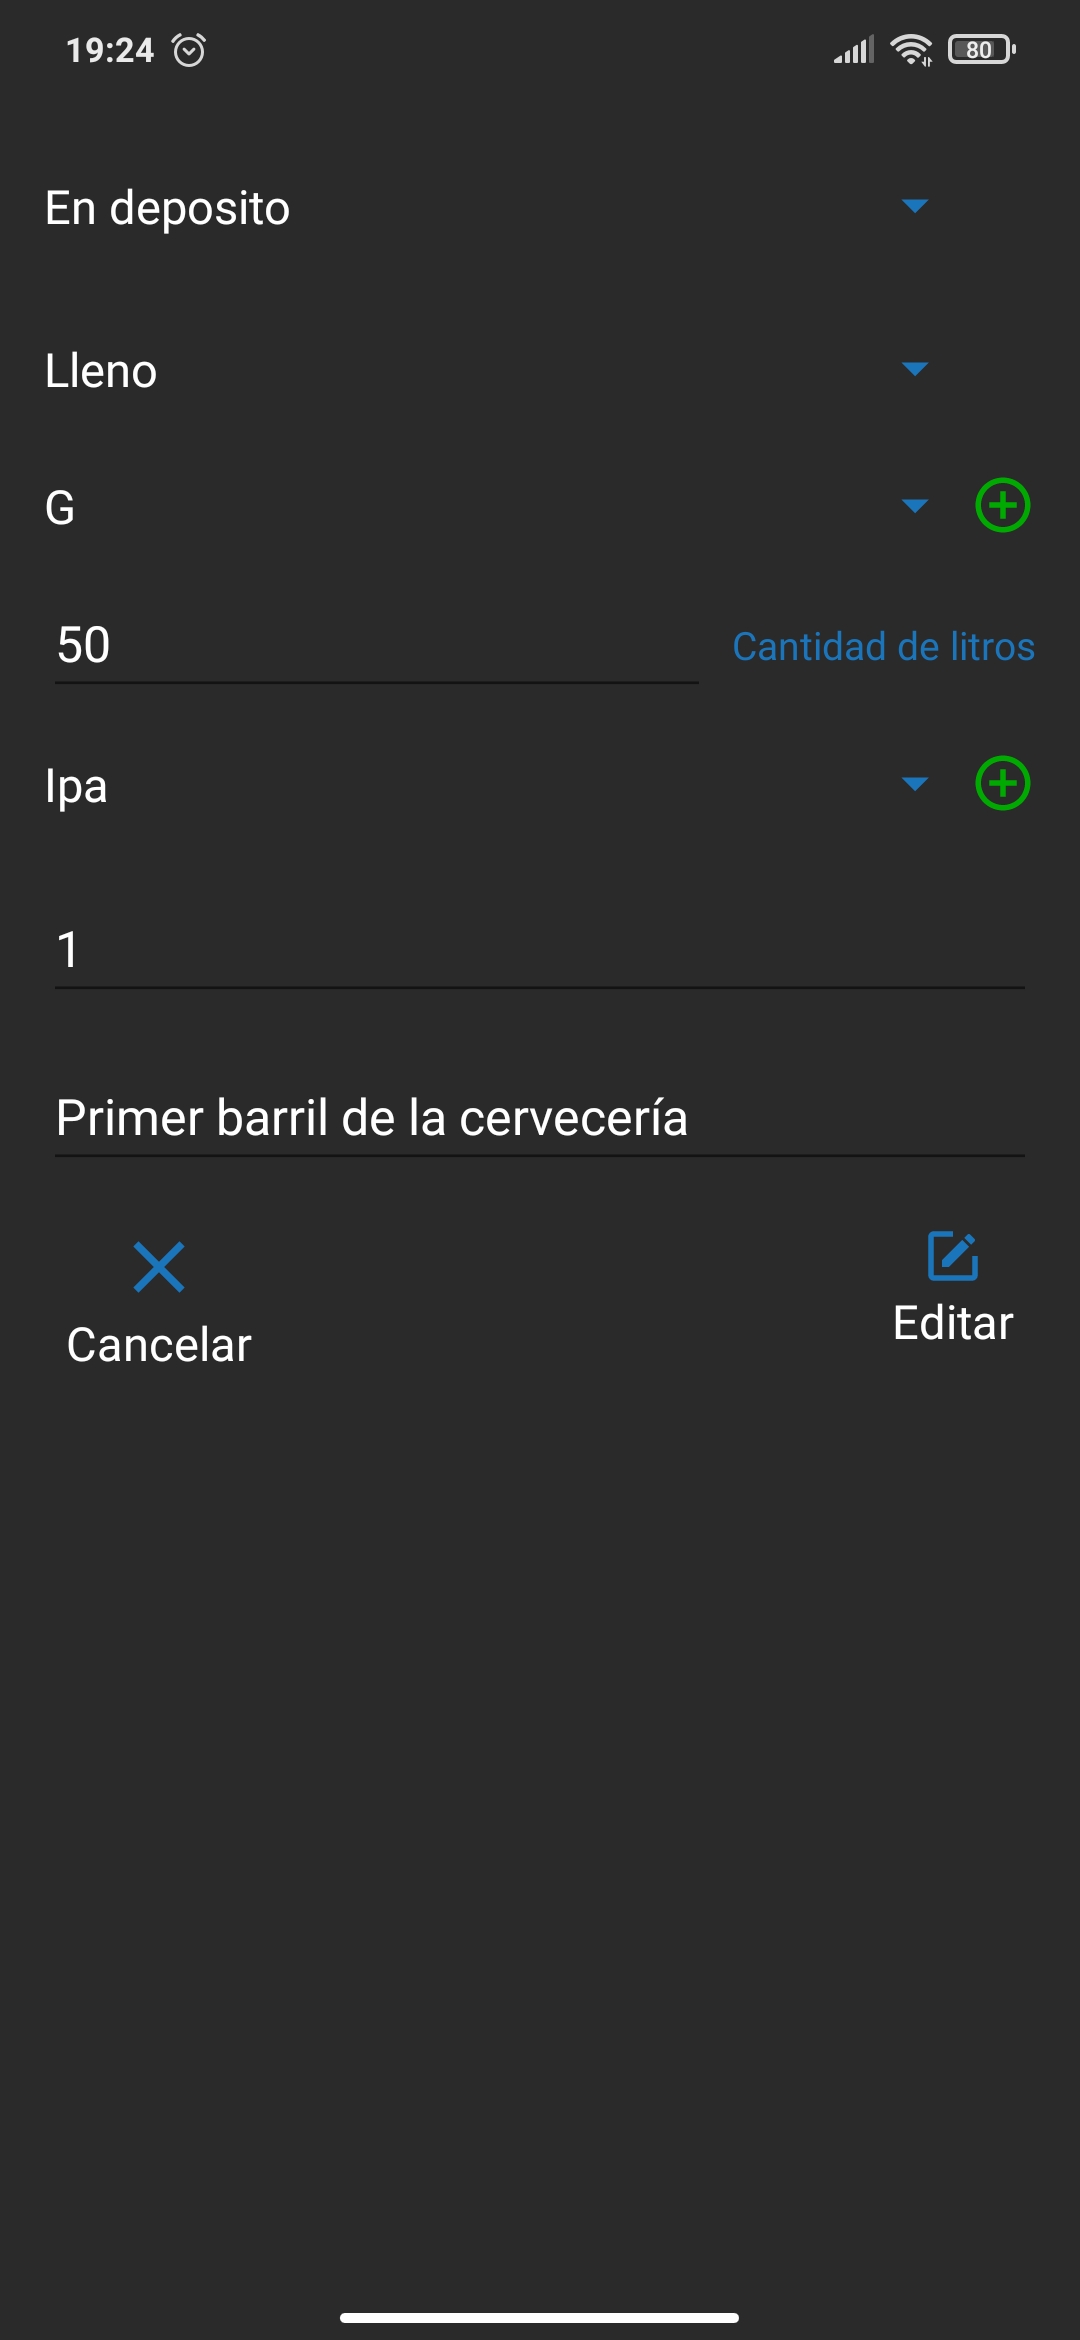 19:24 80
En deposito
Lleno
G
50 Cantidad de litros
Ipa
1
Primer barril de la cervecería
Cancelar Editar